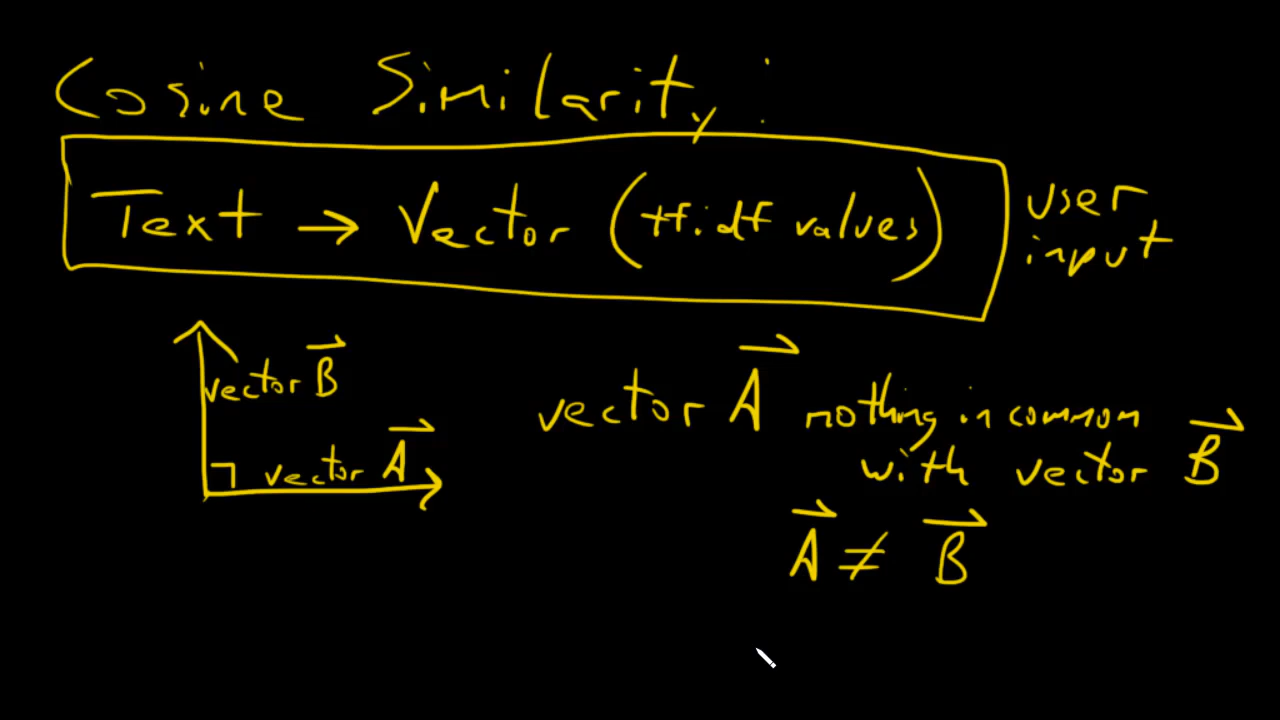 Cosine Similarity:
Text → Vector (tf.idf values)
user
input
vector B⃗
vector A⃗
vector A⃗ nothing in common
with vector B⃗
A⃗ ≠ B⃗